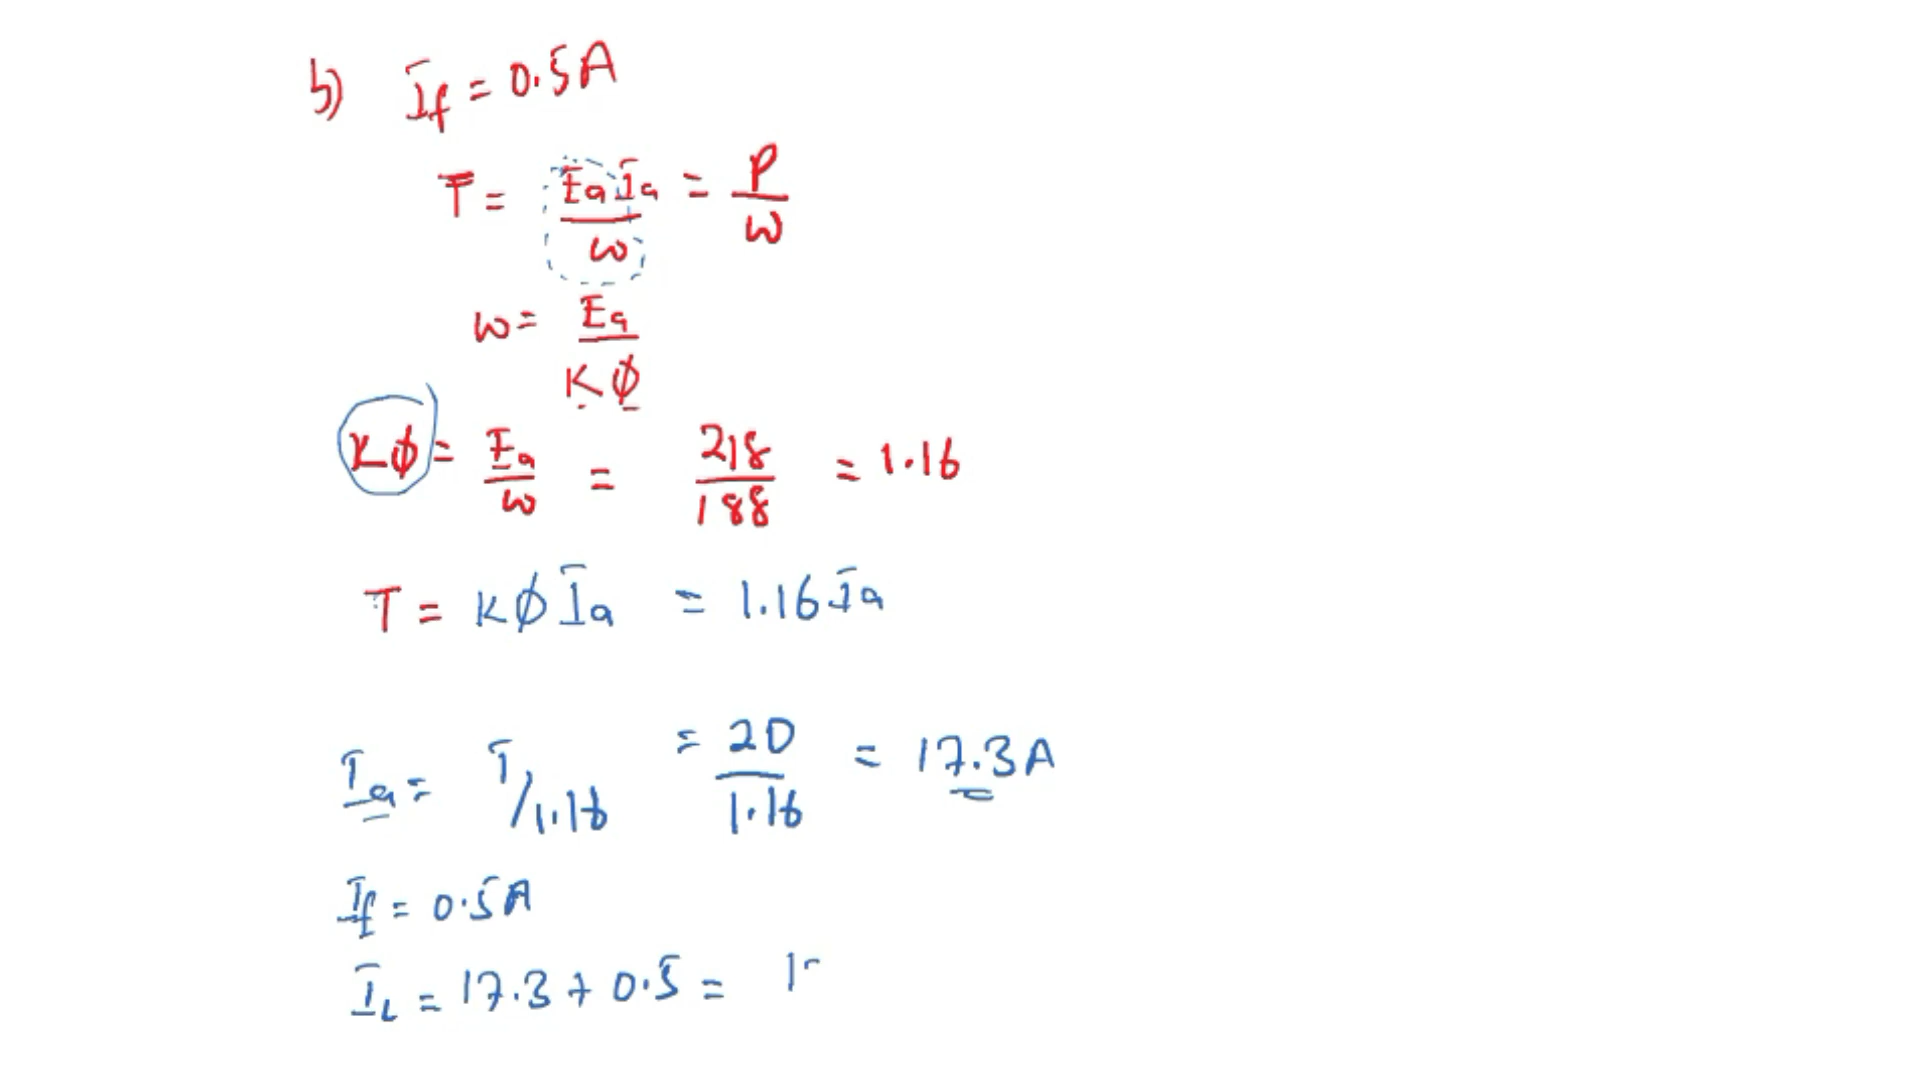 b) If = 0.5A
T = EaIa/ω = P/ω
ω = Ea/Kϕ
Kϕ = Ea/ω = 218/188 = 1.16
T = KϕIa = 1.16Ia
Ia = T/1.16 = 20/1.16 = 17.3A
If = 0.5A
IL = 17.3 + 0.5 = 1